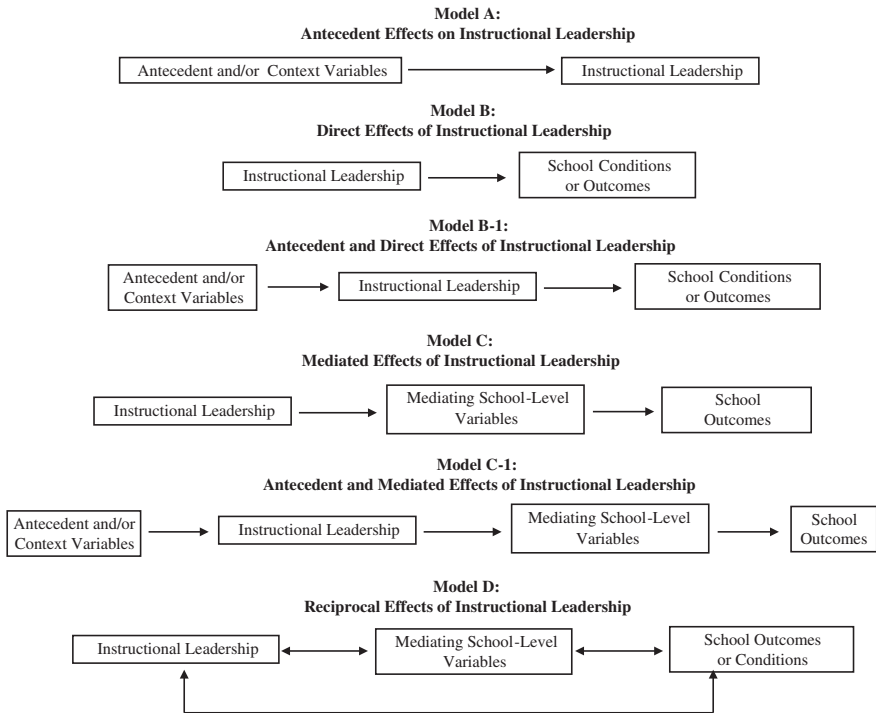 Model A:
Antecedent Effects on Instructional Leadership
Antecedent and/or Context Variables
Instructional Leadership
Model B:
Direct Effects of Instructional Leadership
Instructional Leadership
School Conditions
or Outcomes
Model B-1:
Antecedent and Direct Effects of Instructional Leadership
Antecedent and/or
Context Variables
Instructional Leadership
School Conditions
or Outcomes
Model C:
Mediated Effects of Instructional Leadership
Instructional Leadership
Mediating School-Level
Variables
School
Outcomes
Model C-1:
Antecedent and Mediated Effects of Instructional Leadership
Antecedent and/or
Context Variables
Instructional Leadership
Mediating School-Level
Variables
School
Outcomes
Model D:
Reciprocal Effects of Instructional Leadership
Instructional Leadership
Mediating School-Level
Variables
School Outcomes
or Conditions